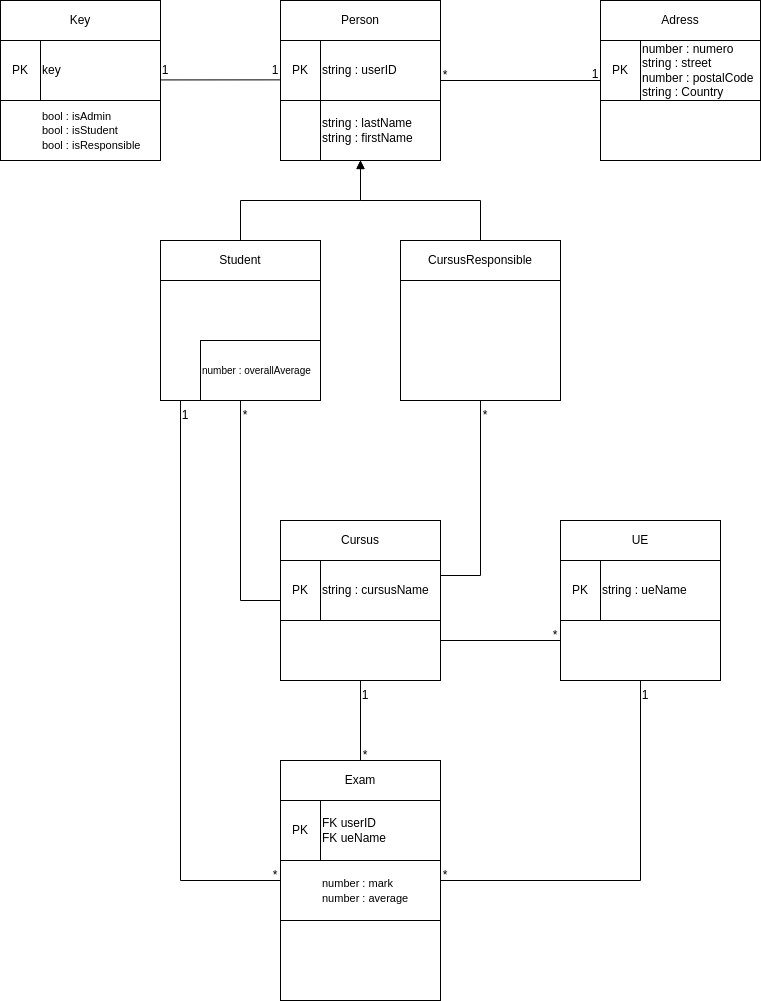 Key
Person
Adress
PK
key
1
1
PK
string : userID
*
1
PK
number : numero
string : street
number : postalCode
string : Country
bool : isAdmin
bool : isStudent
bool : isResponsible
string : lastName
string : firstName
Student
CursusResponsible
number : overallAverage
1
*
*
Cursus
UE
PK
string : cursusName
PK
string : ueName
*
1
1
*
Exam
PK
FK userID
FK ueName
*
*
number : mark
number : average